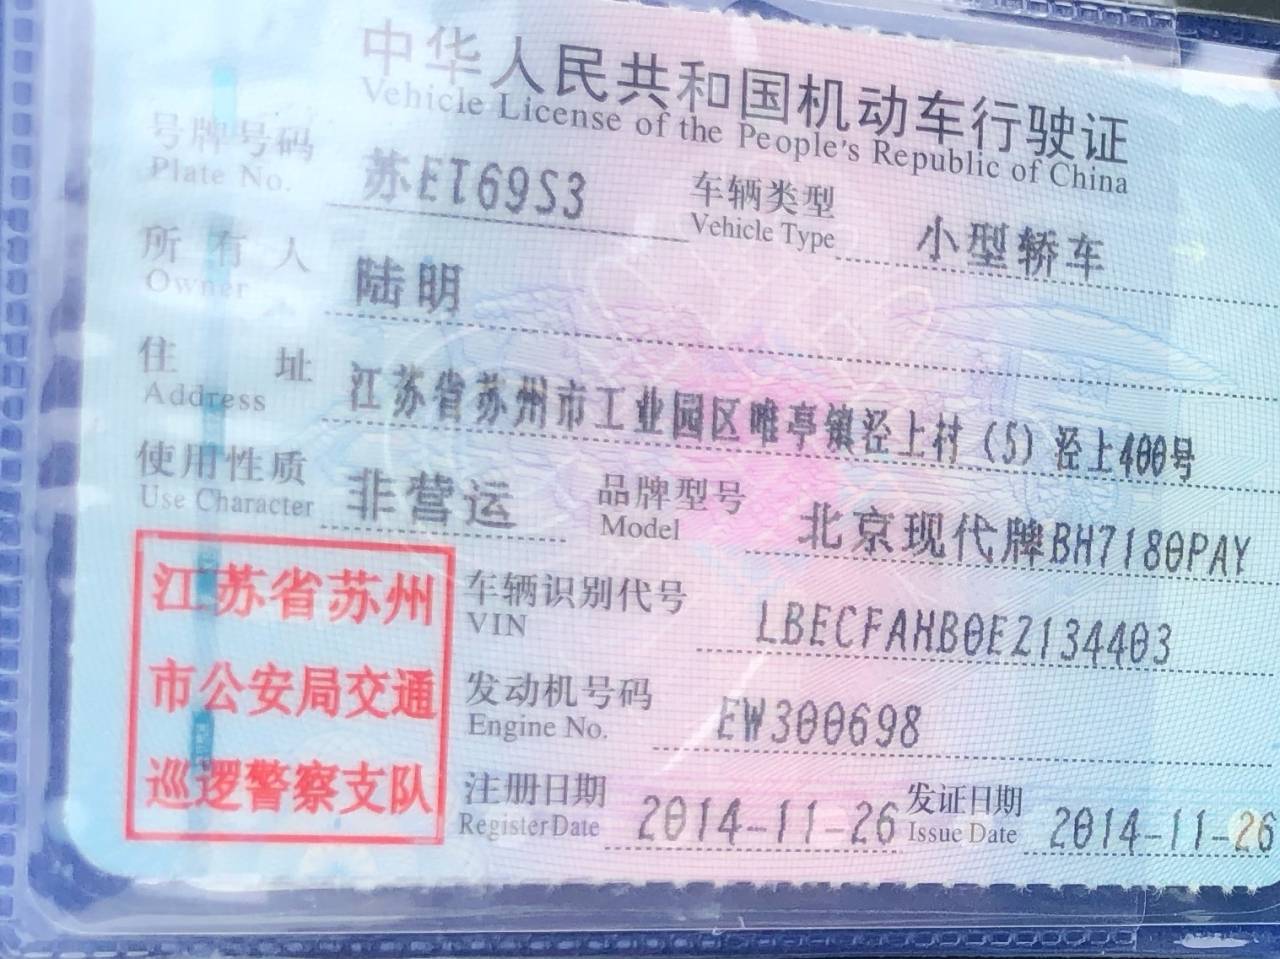 中华人民共和国机动车行驶证
Vehicle License of the People's Republic of China
号牌号码 苏ET69S3 车辆类型 小型轿车
Plate No. Vehicle Type
所有人 陆明
Owner
住址 江苏省苏州市工业园区唯亭镇泾上村(5)泾上400号
Address
使用性质 非营运 品牌型号 北京现代牌BH7180PAY
Use Character Model
江苏省苏州
市公安局交通
巡逻警察支队
车辆识别代号 LBECFAHB0EZ134403
VIN
发动机号码 EW300698
Engine No.
注册日期 2014-11-26 发证日期 2014-11-26
Register Date Issue Date